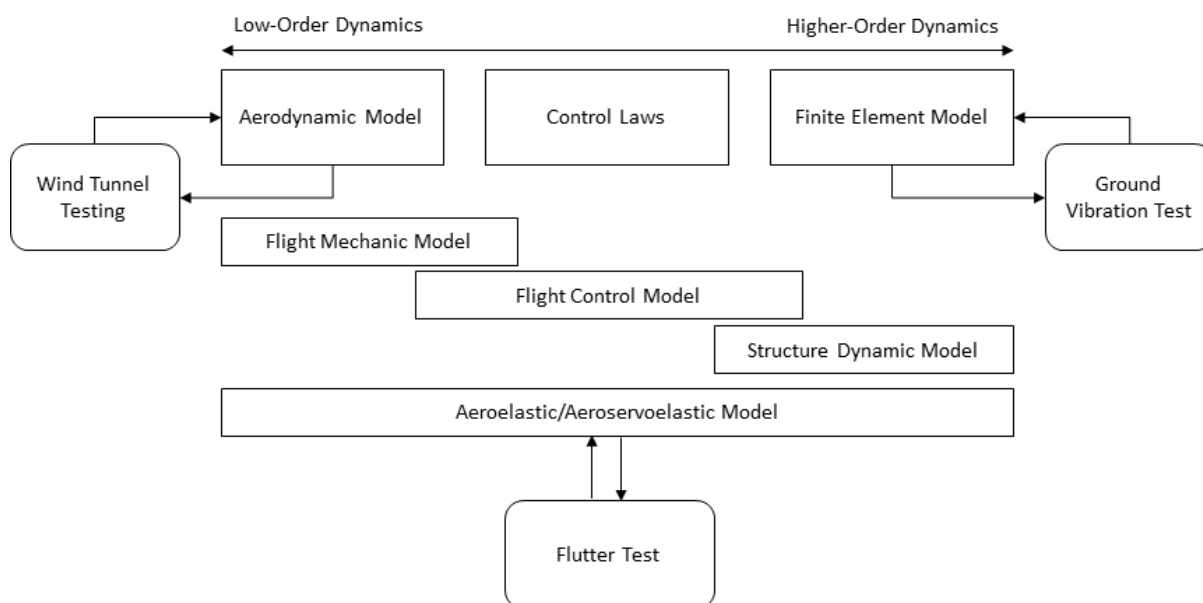 Low-Order Dynamics
Higher-Order Dynamics
Aerodynamic Model
Control Laws
Finite Element Model
Wind Tunnel
Testing
Ground
Vibration Test
Flight Mechanic Model
Flight Control Model
Structure Dynamic Model
Aeroelastic/Aeroservoelastic Model
Flutter Test